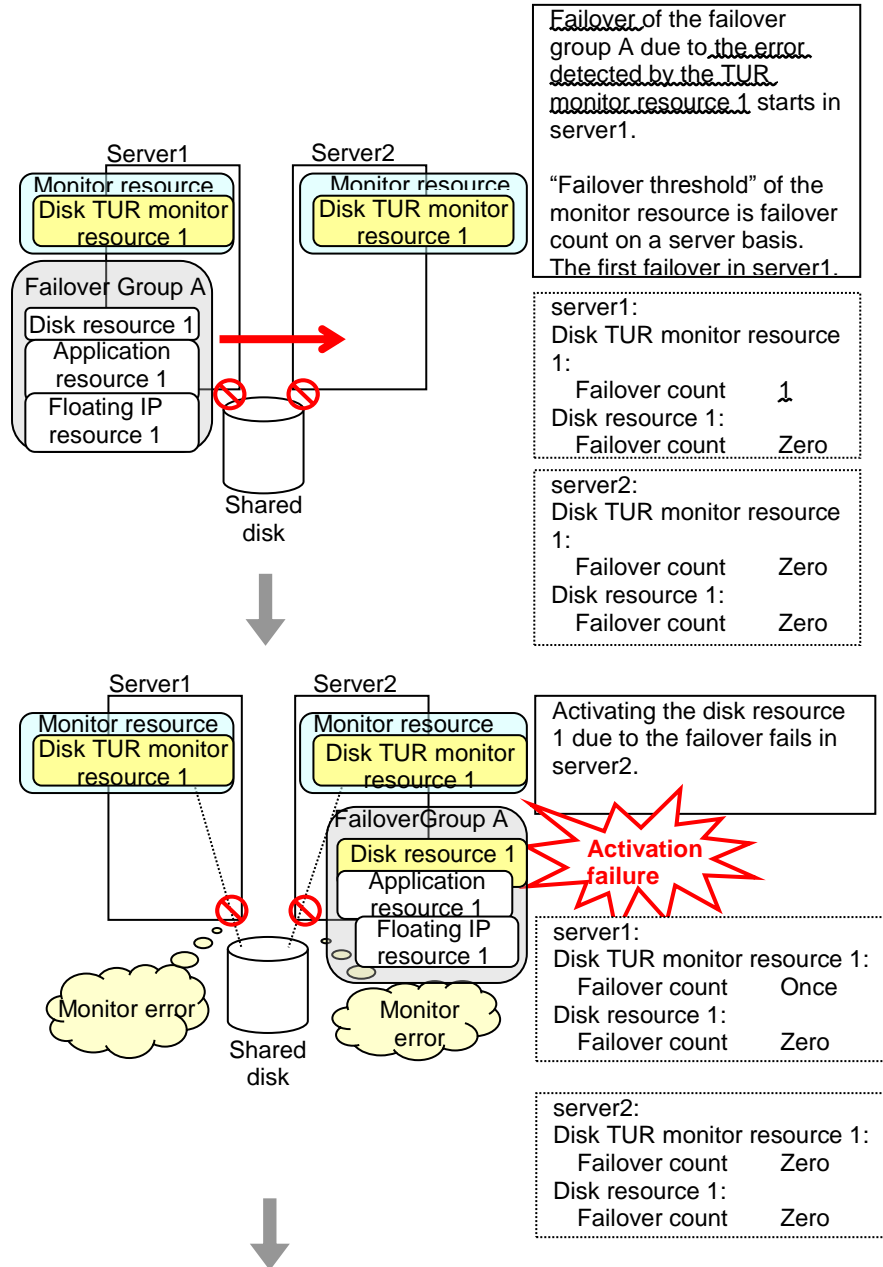 Failover of the failover
group A due to the error
detected by the TUR
monitor resource 1 starts in
server1.
"Failover threshold" of the
monitor resource is failover
count on a server basis.
The first failover in server1.
Server1
Server2
Monitor resource
Disk TUR monitor
resource 1
Monitor resource
Disk TUR monitor
resource 1
Failover Group A
Disk resource 1
Application
resource 1
Floating IP
resource 1
Shared
disk
server1:
Disk TUR monitor resource
1:
Failover count 1
Disk resource 1:
Failover count Zero
server2:
Disk TUR monitor resource
1:
Failover count Zero
Disk resource 1:
Failover count Zero
Server1
Server2
Monitor resource
Disk TUR monitor
resource 1
Monitor resource
Disk TUR monitor
resource 1
FailoverGroup A
Disk resource 1
Application
resource 1
Floating IP
resource 1
Monitor error
Shared
disk
Monitor
error
Activating the disk resource
1 due to the failover fails in
server2.
Activation
failure
server1:
Disk TUR monitor resource 1:
Failover count Once
Disk resource 1:
Failover count Zero
server2:
Disk TUR monitor resource 1:
Failover count Zero
Disk resource 1:
Failover count Zero